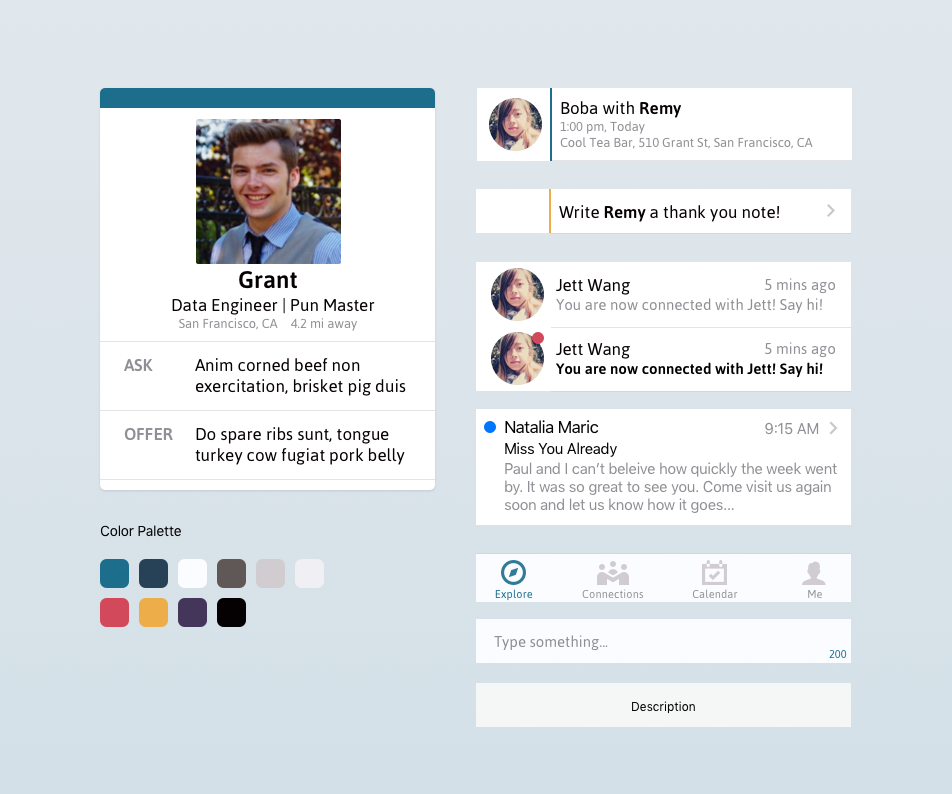 Grant
Data Engineer | Pun Master
San Francisco, CA 4.2 mi away
ASK
Anim corned beef non
exercitation, brisket pig duis
OFFER
Do spare ribs sunt, tongue
turkey cow fugiat pork belly
Color Palette
Boba with Remy
1:00 pm, Today
Cool Tea Bar, 510 Grant St, San Francisco, CA
Write Remy a thank you note!
Jett Wang 5 mins ago
You are now connected with Jett! Say hi!
Jett Wang 5 mins ago
You are now connected with Jett! Say hi!
Natalia Maric 9:15 AM
Miss You Already
Paul and I can’t beleive how quickly the week went
by. It was so great to see you. Come visit us again
soon and let us know how it goes...
Explore Connections Calendar Me
Type something...
200
Description